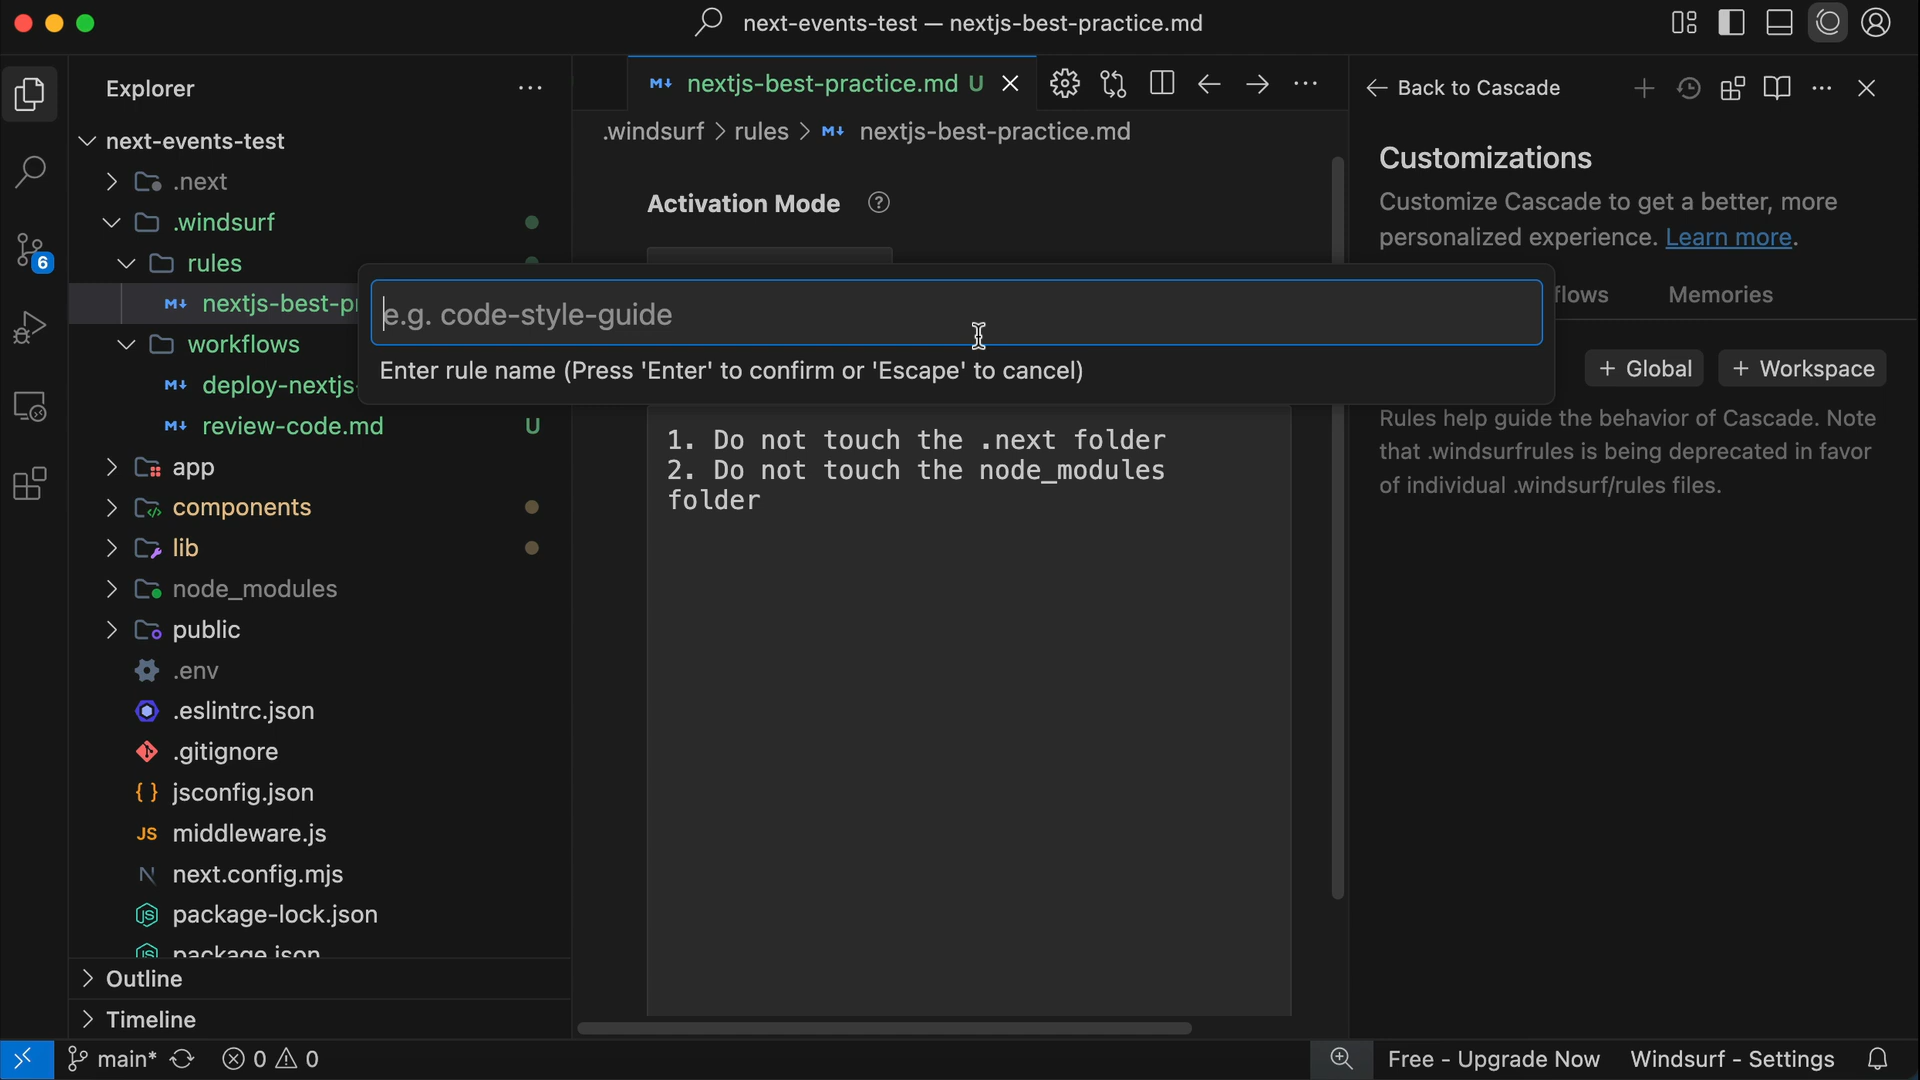 next-events-test — nextjs-best-practice.md
Explorer
next-events-test
.next
.windsurf
rules
nextjs-best-pr
workflows
deploy-nextjs-
review-code.md U
app
components
lib
node_modules
public
.env
.eslintrc.json
.gitignore
{ } jsconfig.json
JS middleware.js
N next.config.mjs
JS package-lock.json
JS package.json
Outline
Timeline
6
nextjs-best-practice.md U
.windsurf > rules > nextjs-best-practice.md
Activation Mode ?
e.g. code-style-guide
Enter rule name (Press 'Enter' to confirm or 'Escape' to cancel)
1. Do not touch the .next folder
2. Do not touch the node_modules
folder
Back to Cascade
Customizations
Customize Cascade to get a better, more
personalized experience. Learn more.
flows Memories
+ Global + Workspace
Rules help guide the behavior of Cascade. Note
that .windsurfrules is being deprecated in favor
of individual .windsurf/rules files.
main* 0 0 Free - Upgrade Now Windsurf - Settings